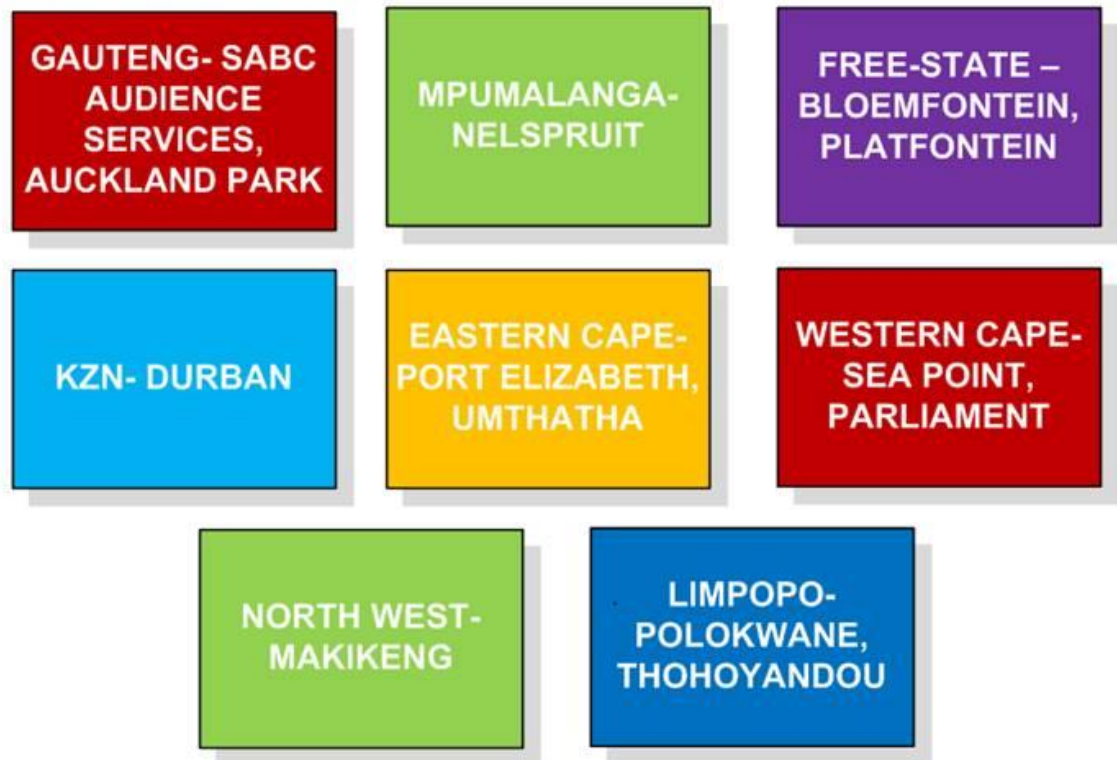 GAUTENG- SABC
AUDIENCE
SERVICES,
AUCKLAND PARK
MPUMALANGA-
NELSPRUIT
FREE-STATE –
BLOEMFONTEIN,
PLATFONTEIN
KZN- DURBAN
EASTERN CAPE-
PORT ELIZABETH,
UMTHATHA
WESTERN CAPE-
SEA POINT,
PARLIAMENT
NORTH WEST-
MAKIKENG
LIMPOPO-
POLOKWANE,
THOHOYANDOU